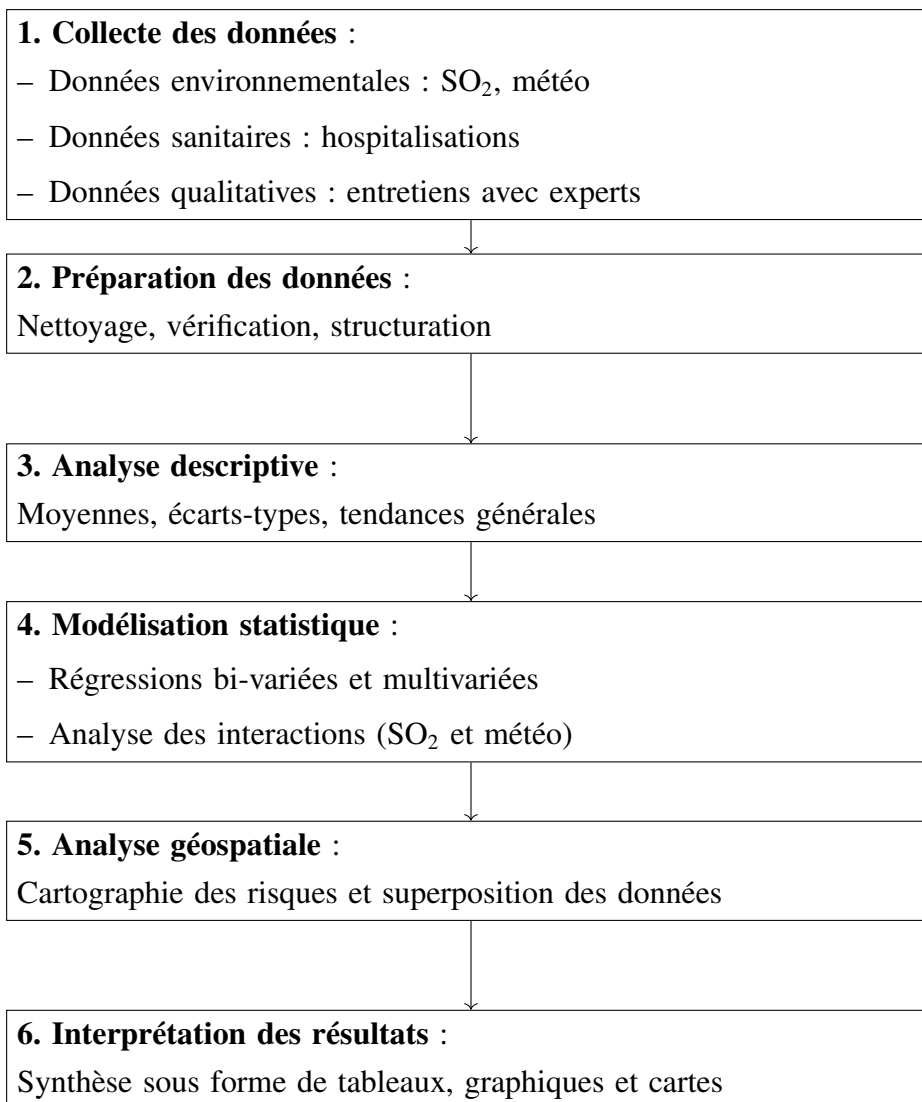 1. Collecte des données :
– Données environnementales : SO₂, météo
– Données sanitaires : hospitalisations
– Données qualitatives : entretiens avec experts
2. Préparation des données :
Nettoyage, vérification, structuration
3. Analyse descriptive :
Moyennes, écarts-types, tendances générales
4. Modélisation statistique :
– Régressions bi-variées et multivariées
– Analyse des interactions (SO₂ et météo)
5. Analyse géospatiale :
Cartographie des risques et superposition des données
6. Interprétation des résultats :
Synthèse sous forme de tableaux, graphiques et cartes